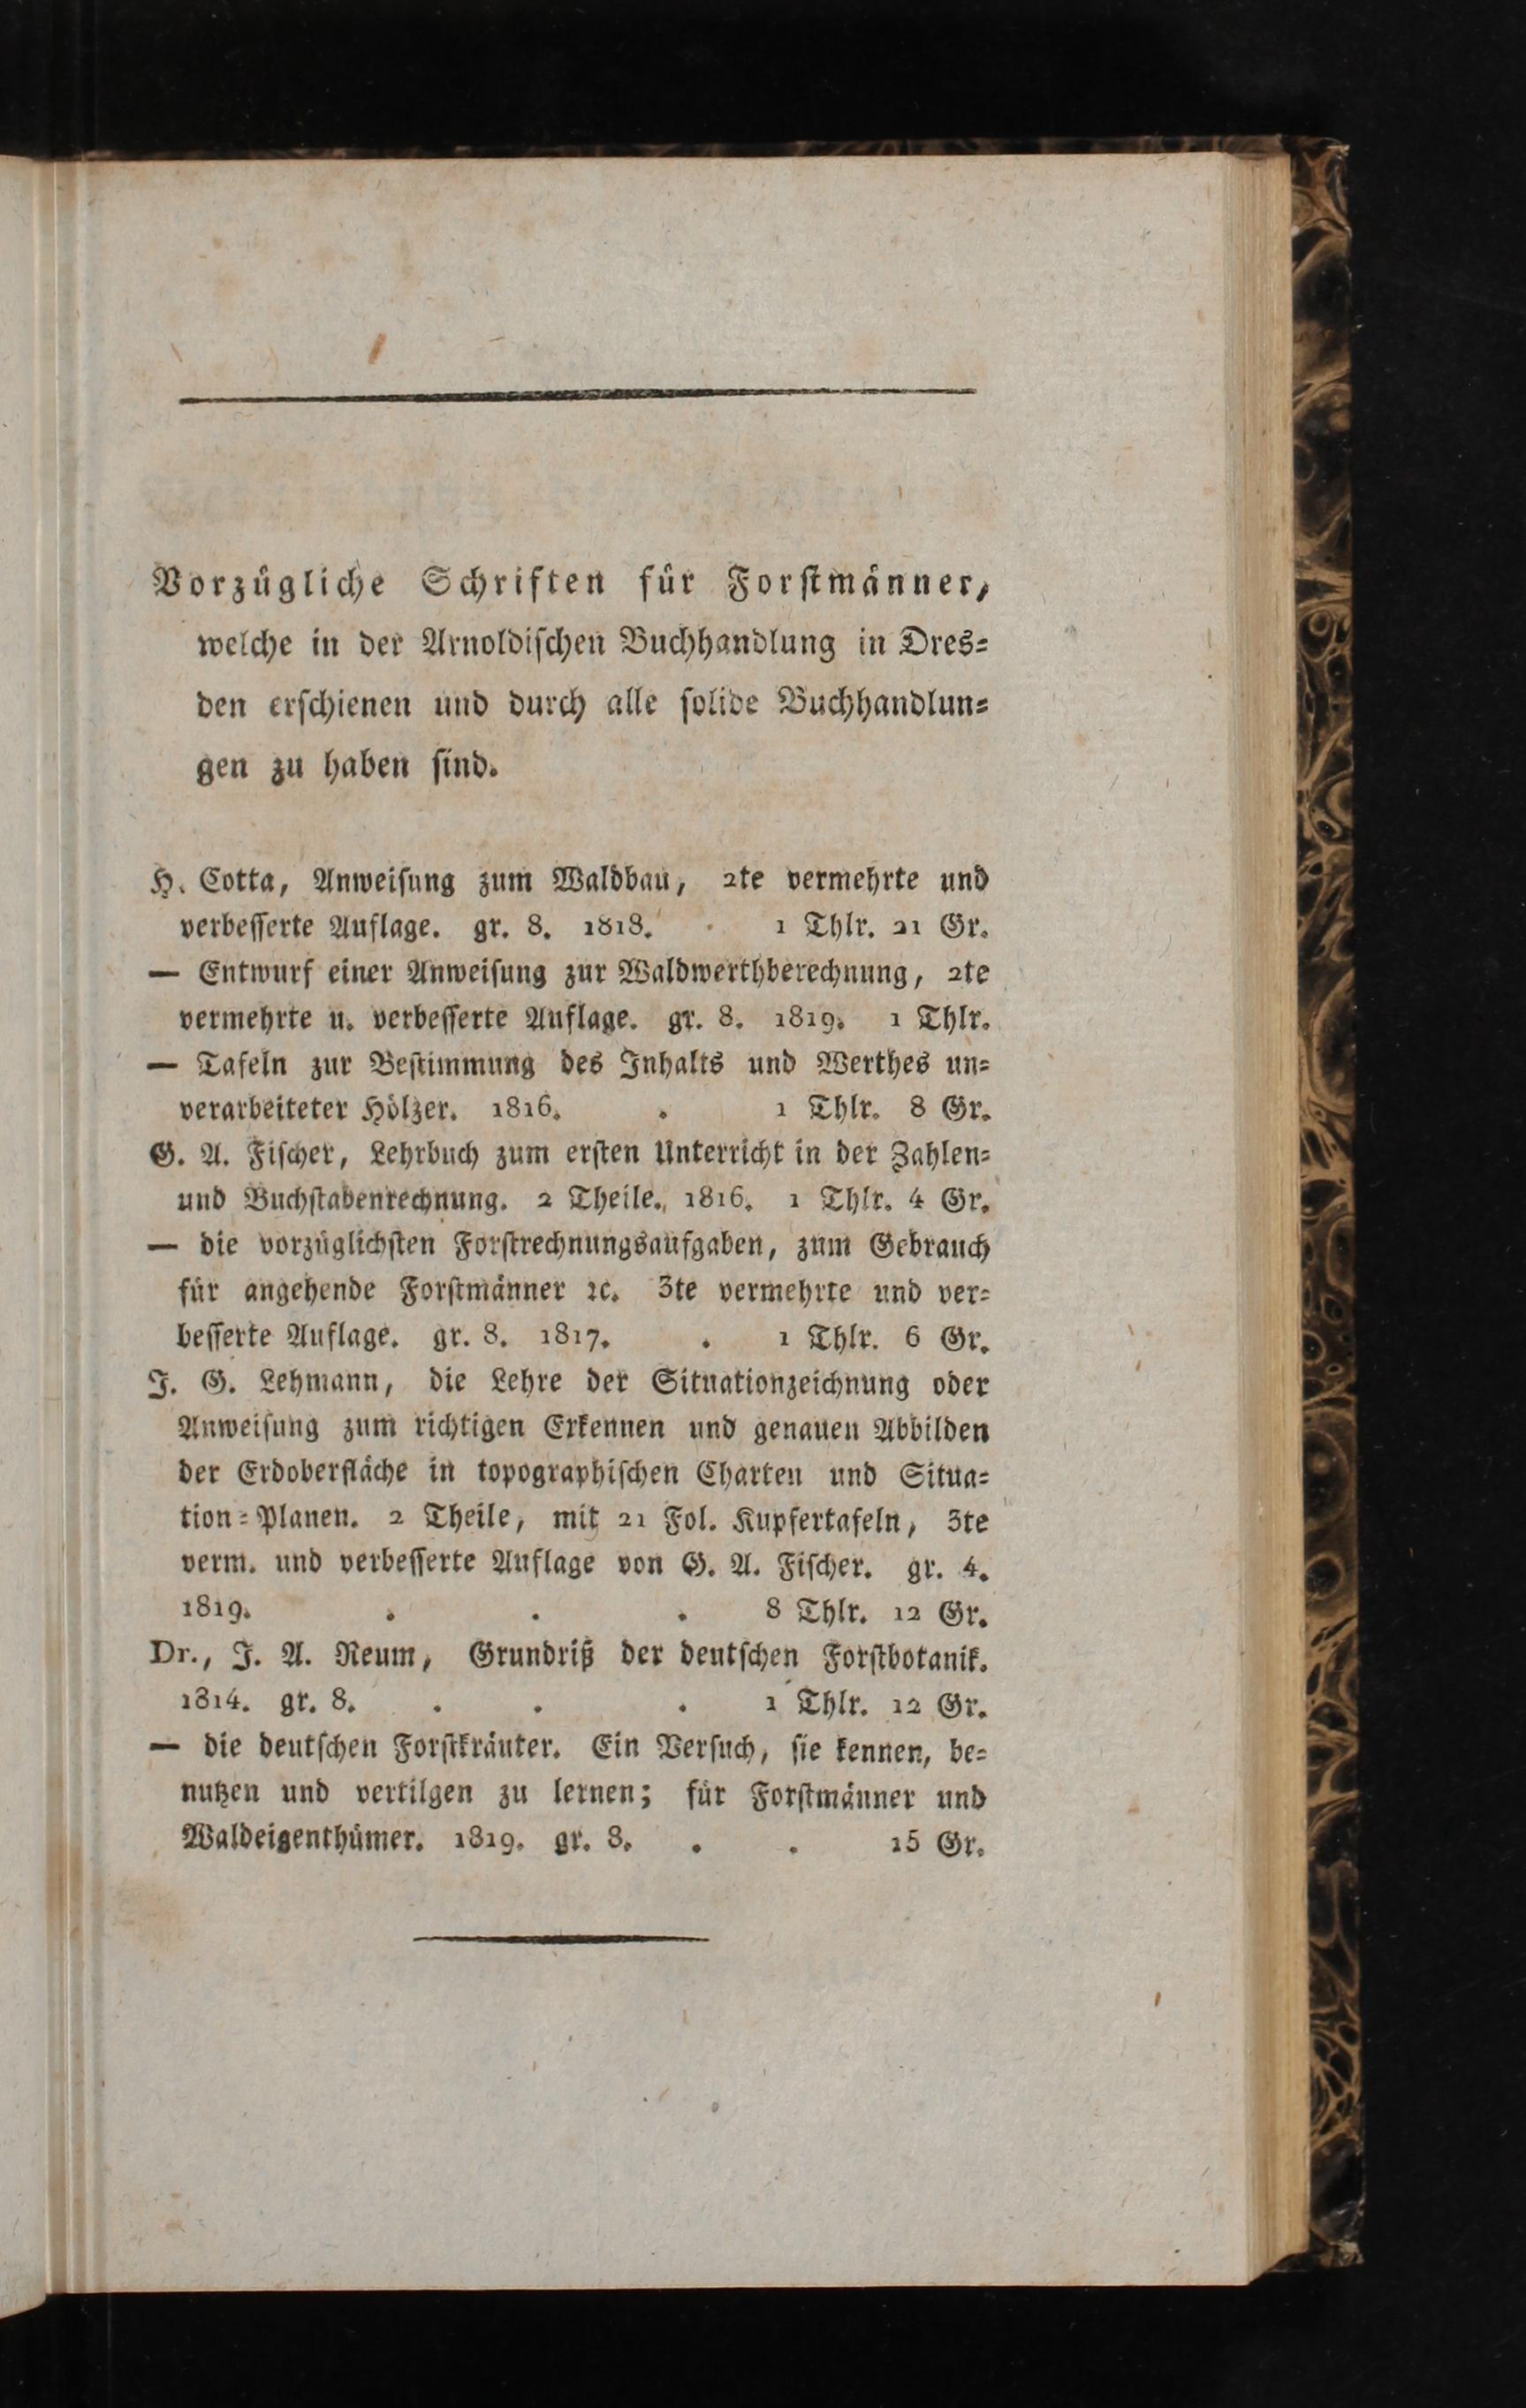 Vorzügliche Schriften für Forstmänner,
welche in der Arnoldischen Buchhandlung in Dres-
den erschienen und durch alle solide Buchhandlun-
gen zu haben sind.
H. Cotta, Anweisung zum Waldbau, 2te vermehrte und
verbesserte Auflage. gr. 8. 1818. 1 Thlr. 21 Gr.
— Entwurf einer Anweisung zur Waldwerthberechnung, 2te
vermehrte u. verbesserte Auflage. gr. 8. 1819. 1 Thlr.
— Tafeln zur Bestimmung des Inhalts und Werthes un-
verarbeiteter Hölzer. 1816. . 1 Thlr. 8 Gr.
G. A. Fischer, Lehrbuch zum ersten Unterricht in der Zahlen-
und Buchstabenrechnung. 2 Theile. 1816. 1 Thlr. 4 Gr.
— die vorzüglichsten Forstrechnungsaufgaben, zum Gebrauch
für angehende Forstmänner ꝛc. 3te vermehrte und ver-
besserte Auflage. gr. 8. 1817. . 1 Thlr. 6 Gr.
J. G. Lehmann, die Lehre der Situationzeichnung oder
Anweisung zum richtigen Erkennen und genauen Abbilden
der Erdoberfläche in topographischen Charten und Situa-
tion-Planen. 2 Theile, mit 21 Fol. Kupfertafeln, 3te
verm. und verbesserte Auflage von G. A. Fischer. gr. 4.
1819. . . . 8 Thlr. 12 Gr.
Dr., J. A. Reum, Grundriß der deutschen Forstbotanik.
1814. gr. 8. . . . 1 Thlr. 12 Gr.
— die deutschen Forstkräuter. Ein Versuch, sie kennen, be-
nutzen und vertilgen zu lernen; für Forstmänner und
Waldeigenthümer. 1819. gr. 8. . . 15 Gr.